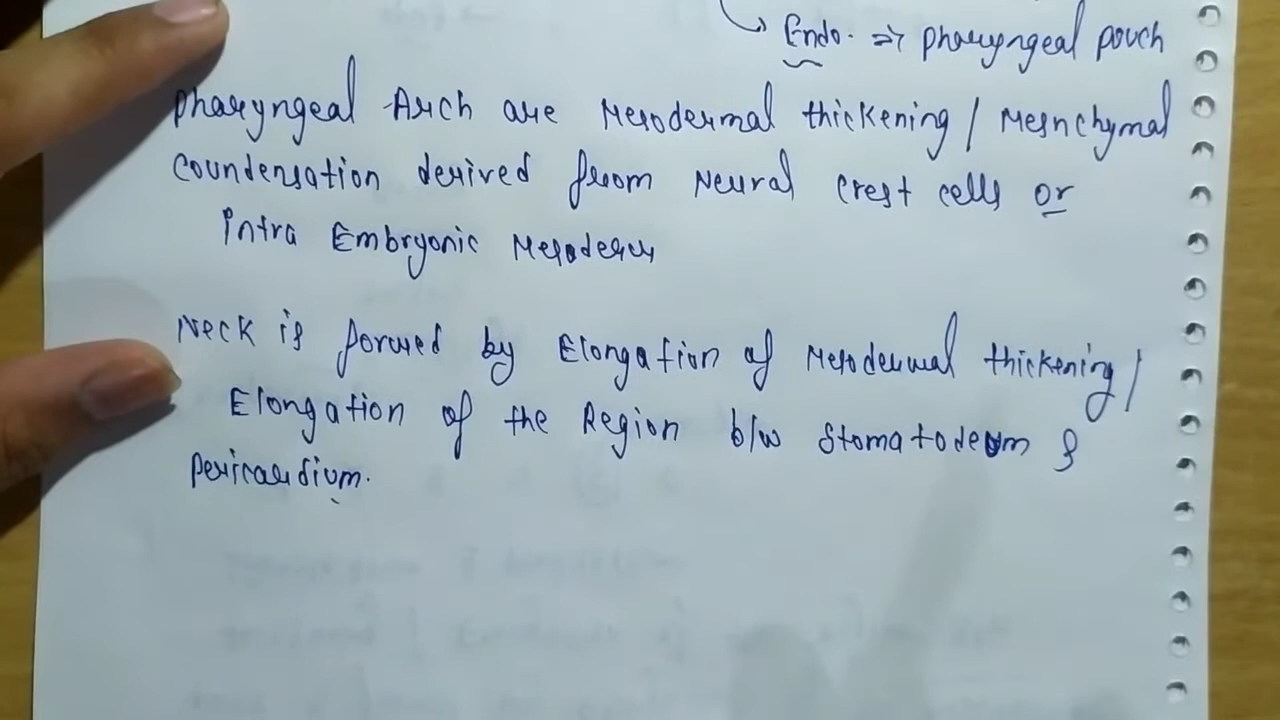 ↳ Endo. ⇒ pharyngeal pouch
pharyngeal Arch are Mesodermal thickening / Mesnchymal
Coundensation derived from Neural crest cells or
intra Embryonic Mesoderm
Neck is formed by Elongation of Mesodermal thickening /
Elongation of the Region b/w Stomatodeum &
pericardium.